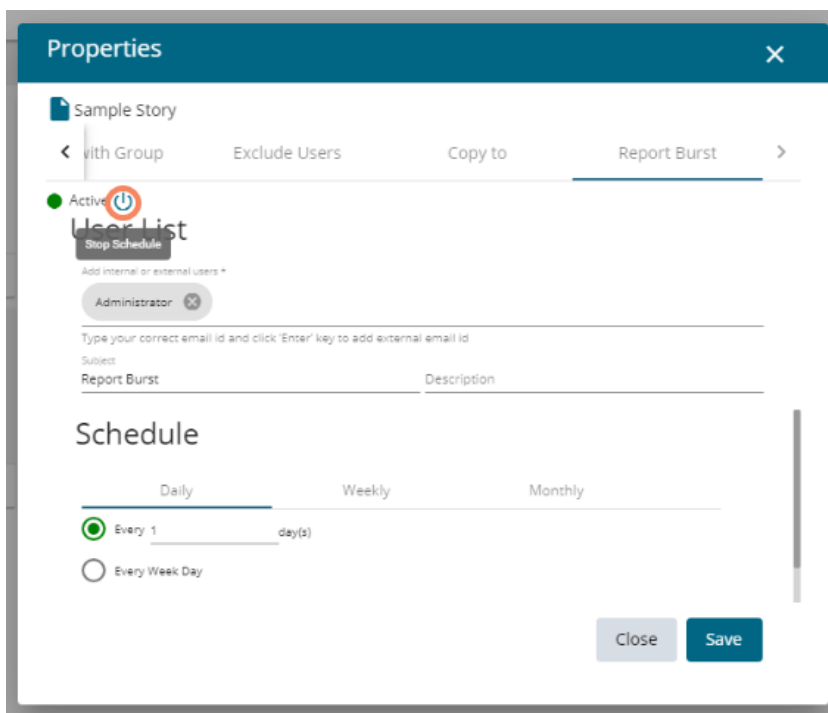 Properties
Sample Story
with Group Exclude Users Copy to Report Burst
Active
User List
Stop Schedule
Add internal or external users *
Administrator
Type your correct email id and click 'Enter' key to add external email id
Subject
Report Burst Description
Schedule
Daily Weekly Monthly
Every 1 day(s)
Every Week Day
Close Save